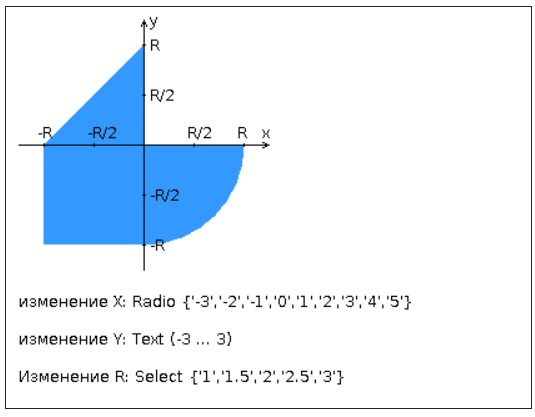 y
R
R/2
-R -R/2 R/2 R x
-R/2
-R
изменение X: Radio {'-3','-2','-1','0','1','2','3','4','5'}
изменение Y: Text (-3 ... 3)
Изменение R: Select {'1','1.5','2','2.5','3'}